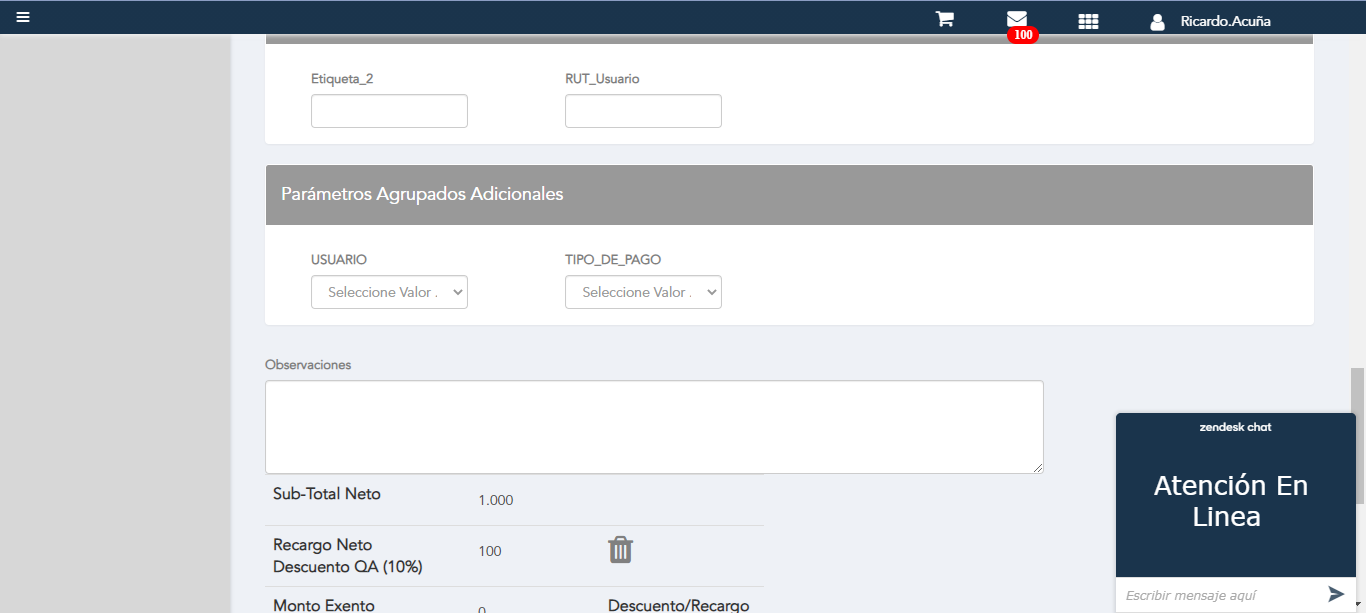 Ricardo.Acuña
100
Etiqueta_2
RUT_Usuario
Parámetros Agrupados Adicionales
USUARIO
TIPO_DE_PAGO
Seleccione Valor .
Seleccione Valor .
Observaciones
zendesk chat
Atención En
Linea
Sub-Total Neto
1.000
Recargo Neto
Descuento QA (10%)
100
Escribir mensaje aquí
Monto Exento
0
Descuento/Recargo